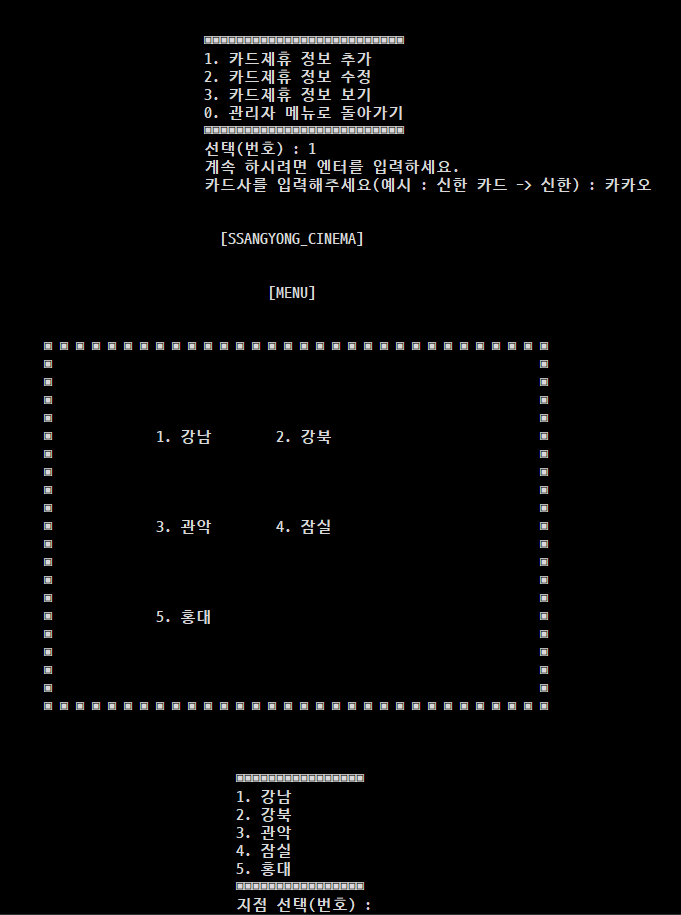 1. 카드제휴 정보 추가
2. 카드제휴 정보 수정
3. 카드제휴 정보 보기
0. 관리자 메뉴로 돌아가기
선택(번호) : 1
계속 하시려면 엔터를 입력하세요.
카드사를 입력해주세요(예시 : 신한 카드 -> 신한) : 카카오
[SSANGYONG_CINEMA]
[MENU]
1. 강남 2. 강북
3. 관악 4. 잠실
5. 홍대
1. 강남
2. 강북
3. 관악
4. 잠실
5. 홍대
지점 선택(번호) :